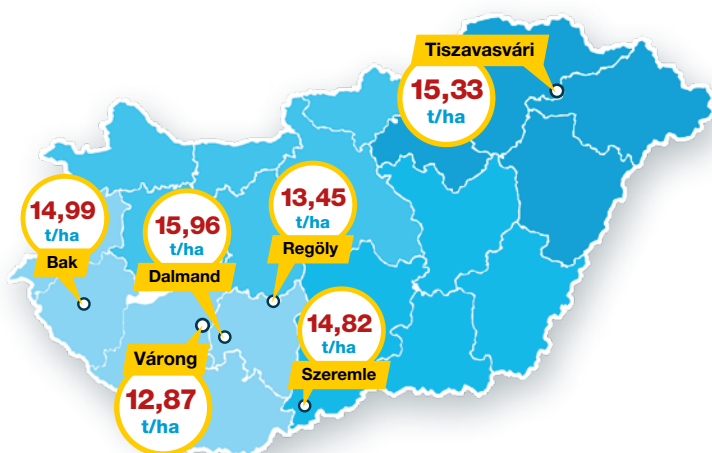 Tiszavasvári
15,33
t/ha
14,99
t/ha
Bak
15,96
t/ha
Dalmand
13,45
t/ha
Regöly
14,82
t/ha
Szeremle
Várong
12,87
t/ha